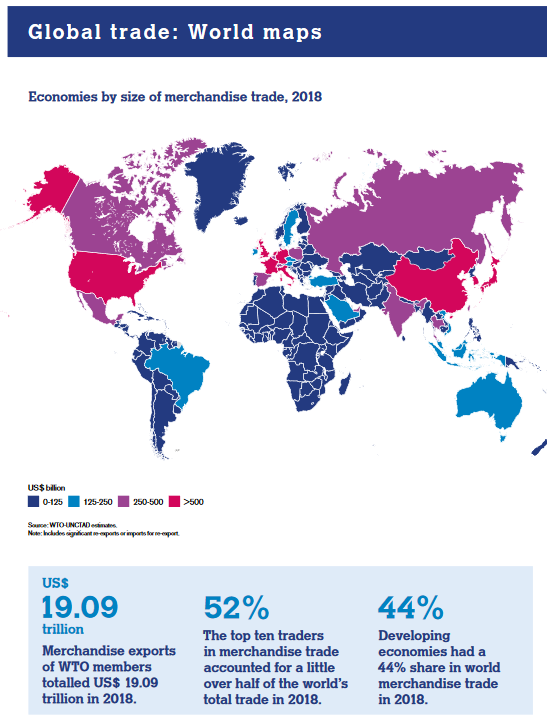 Global trade: World maps
Economies by size of merchandise trade, 2018
US$ billion
0-125 125-250 250-500 >500
Source: WTO-UNCTAD estimates.
Note: Includes significant re-exports or imports for re-export.
US$
19.09
trillion
Merchandise exports
of WTO members
totalled US$ 19.09
trillion in 2018.
52%
The top ten traders
in merchandise trade
accounted for a little
over half of the world's
total trade in 2018.
44%
Developing
economies had a
44% share in world
merchandise trade
in 2018.